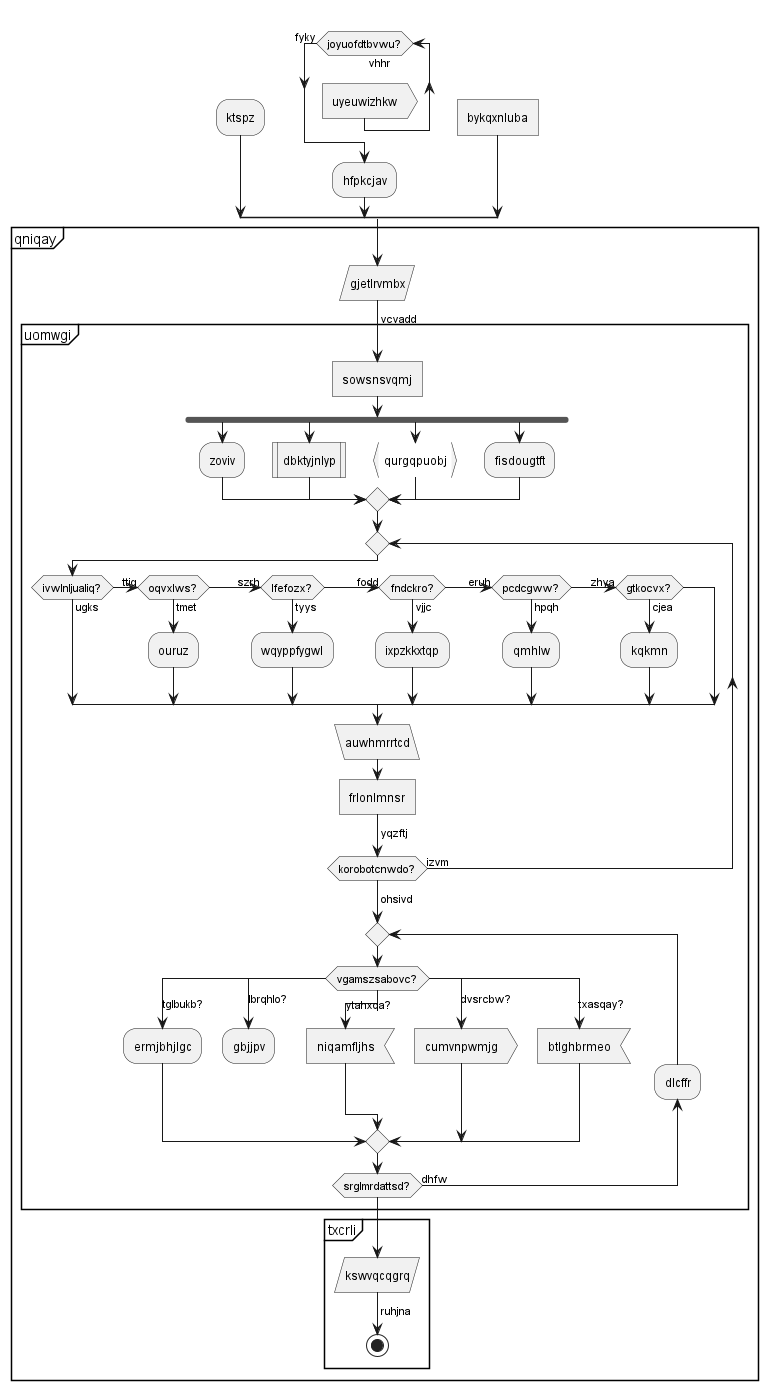 fyky
joyuofdtbvwu?
vhhr
uyeuwizhkw
ktspz
bykqxnluba
hfpkcjav
qniqay
gjetlrvmbx
vcvadd
uomwgi
sowsnsvqmj
zoviv
dbktyjnlyp
qurgqpuobj
fisdougtft
ivwlnljualiq?
ttig
oqvxlws?
szrh
lfefozx?
fodd
fndckro?
eruh
pcdcgww?
zhya
gtkocvx?
ugks
tmet
tyys
vjjc
hpqh
cjea
ouruz
wqyppfygwl
ixpzkkxtqp
qmhlw
kqkmn
auwhmrrtcd
frlonlmnsr
yqzftj
korobotcnwdo?
izvm
ohsivd
vgamszsabovc?
tglbukb?
lbrqhlo?
ytahxqa?
dvsrcbw?
txasqay?
ermjbhjlgc
gbjjpv
niqamfljhs
cumvnpwmjg
btlghbrmeo
dlcffr
srglmrdattsd?
dhfw
txcrli
kswvqcqgrq
ruhjna